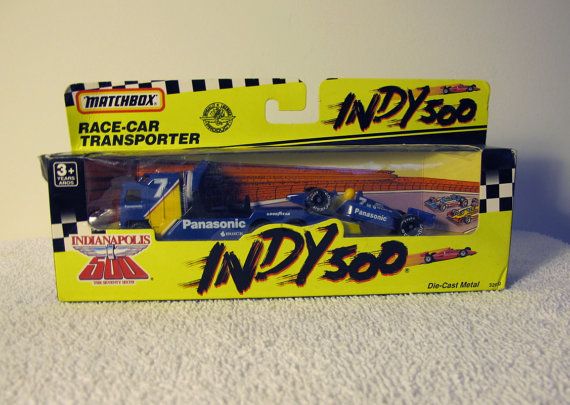 MATCHBOX
RACE-CAR
TRANSPORTER
INDY 500
3+
YEARS
AÑOS
7
Panasonic
GOODYEAR
7
Panasonic
INDIANAPOLIS
500
INDY 500
Die-Cast Metal